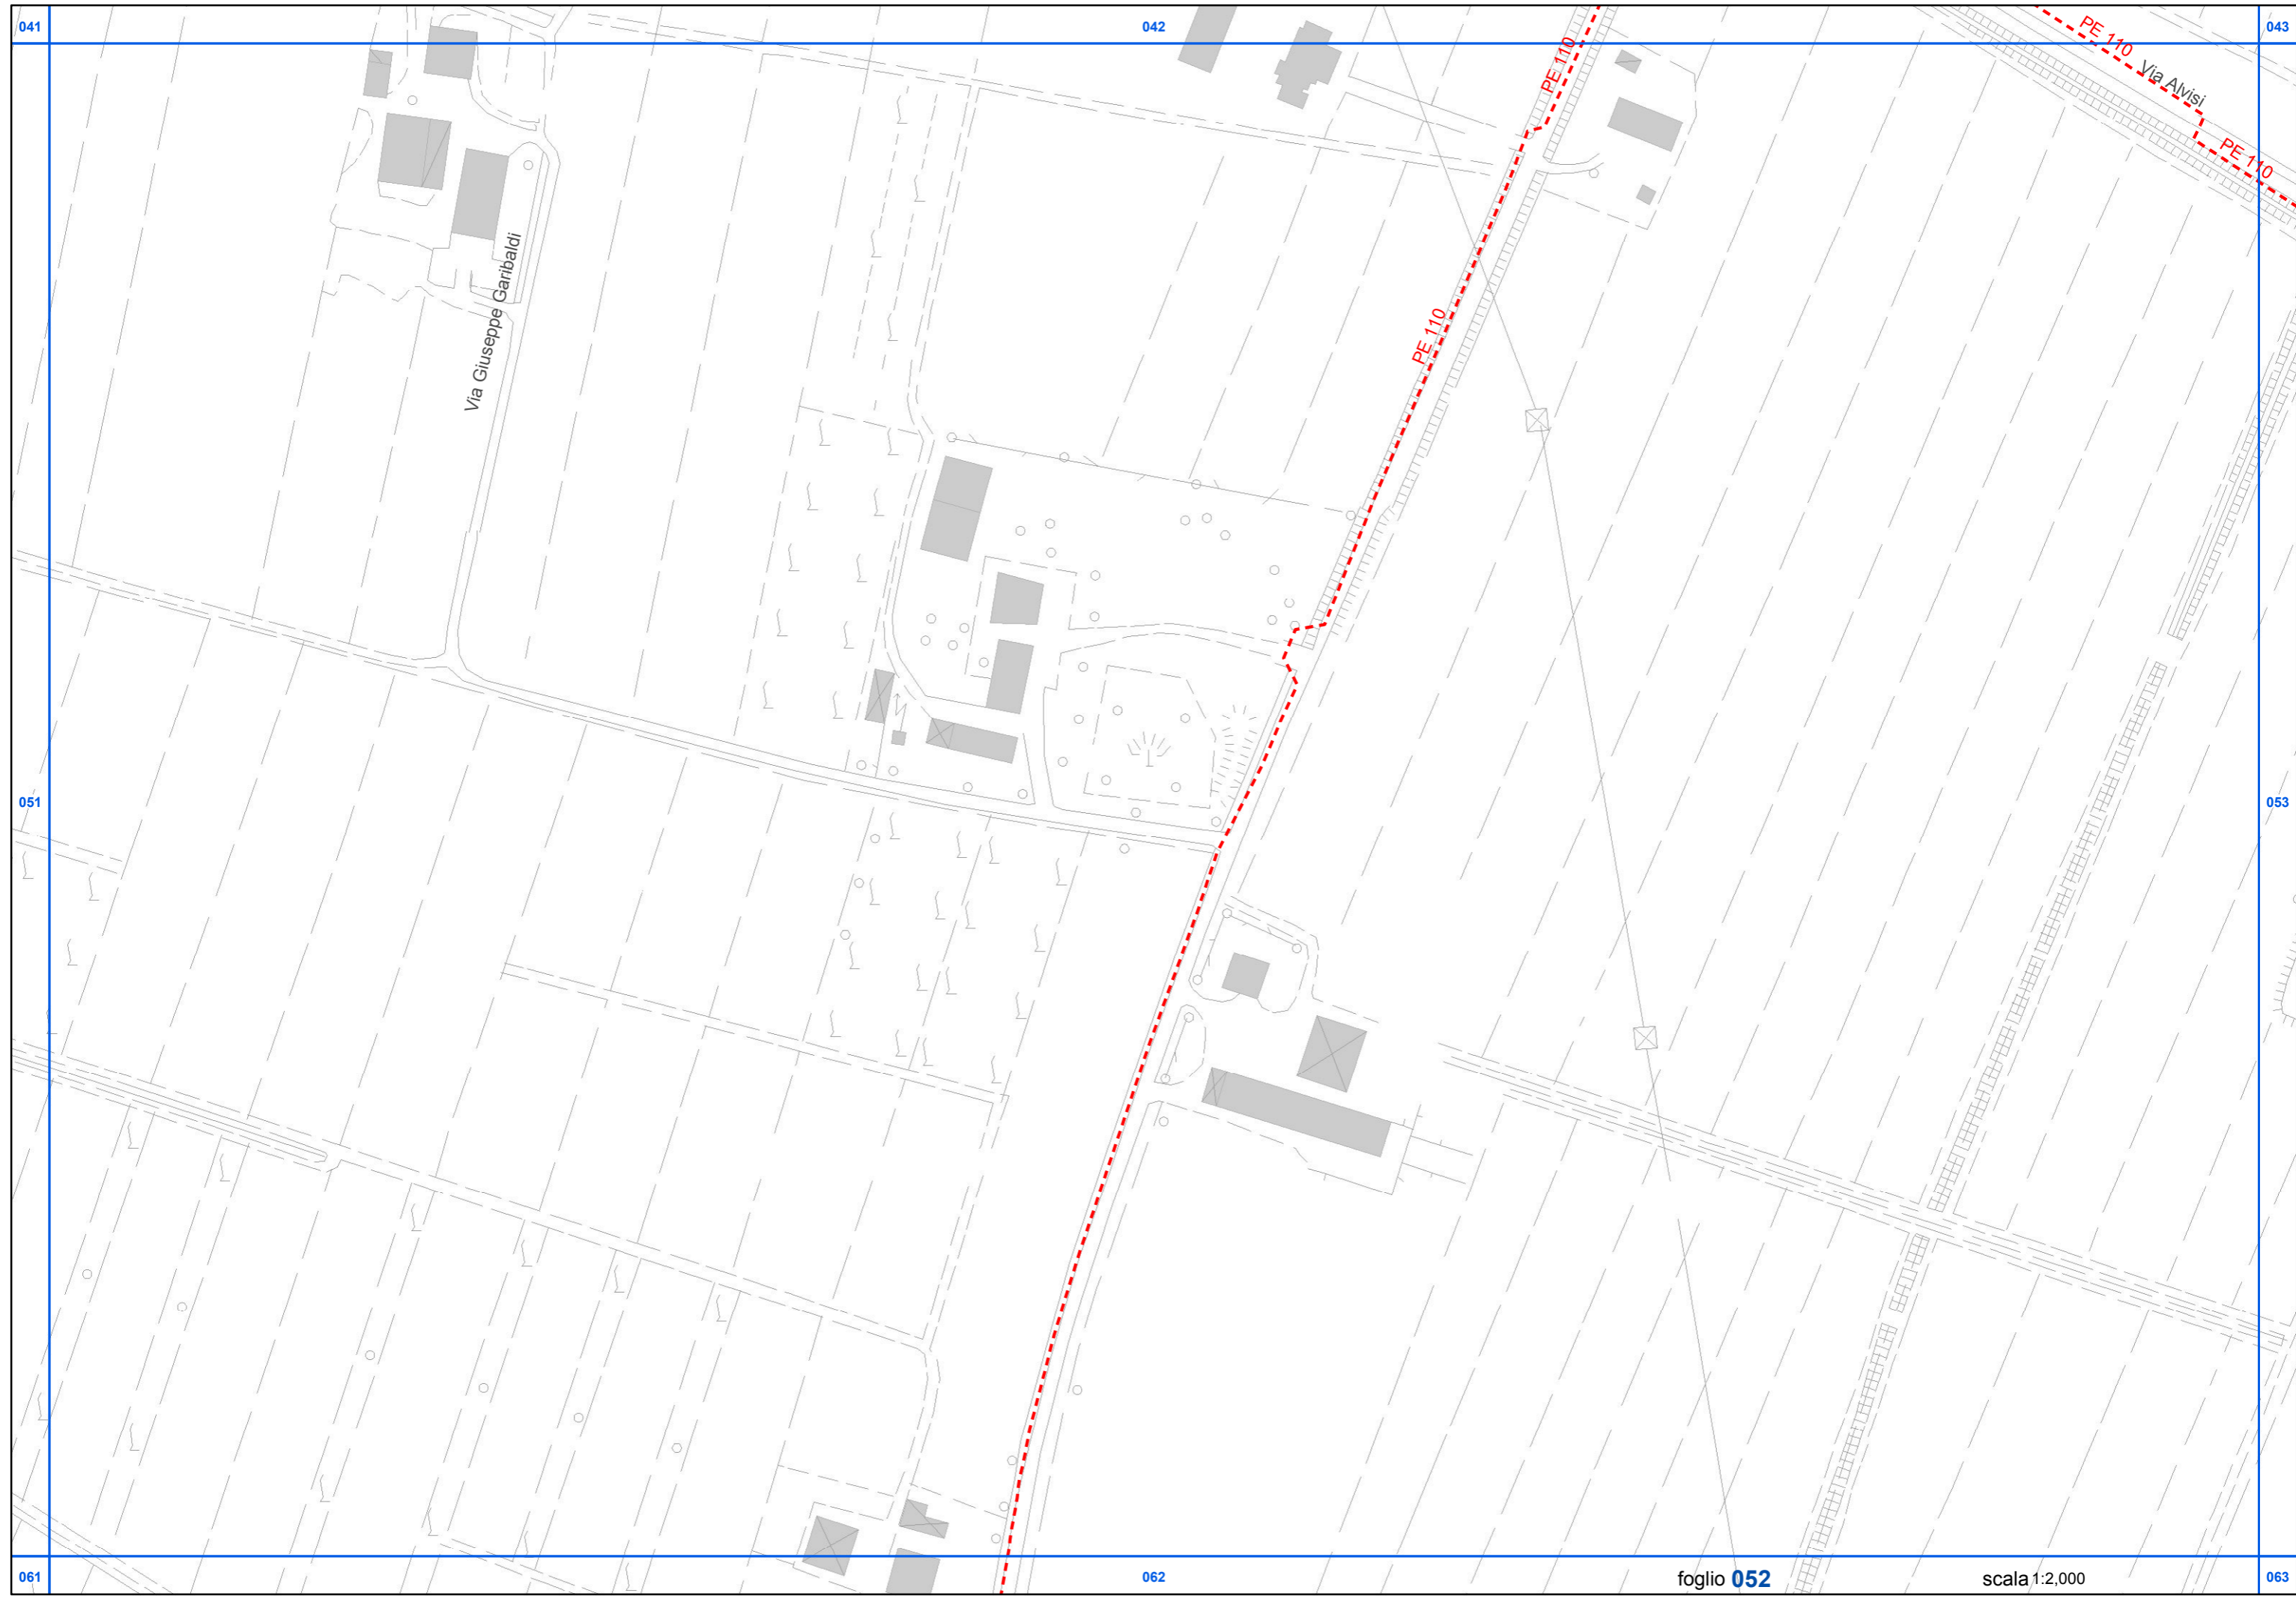 041
042
043
PE 110
PE 110
Via Alvisi
PE 110
Via Giuseppe Garibaldi
PE 110
051
053
061
062
foglio 052
scala 1:2,000
063